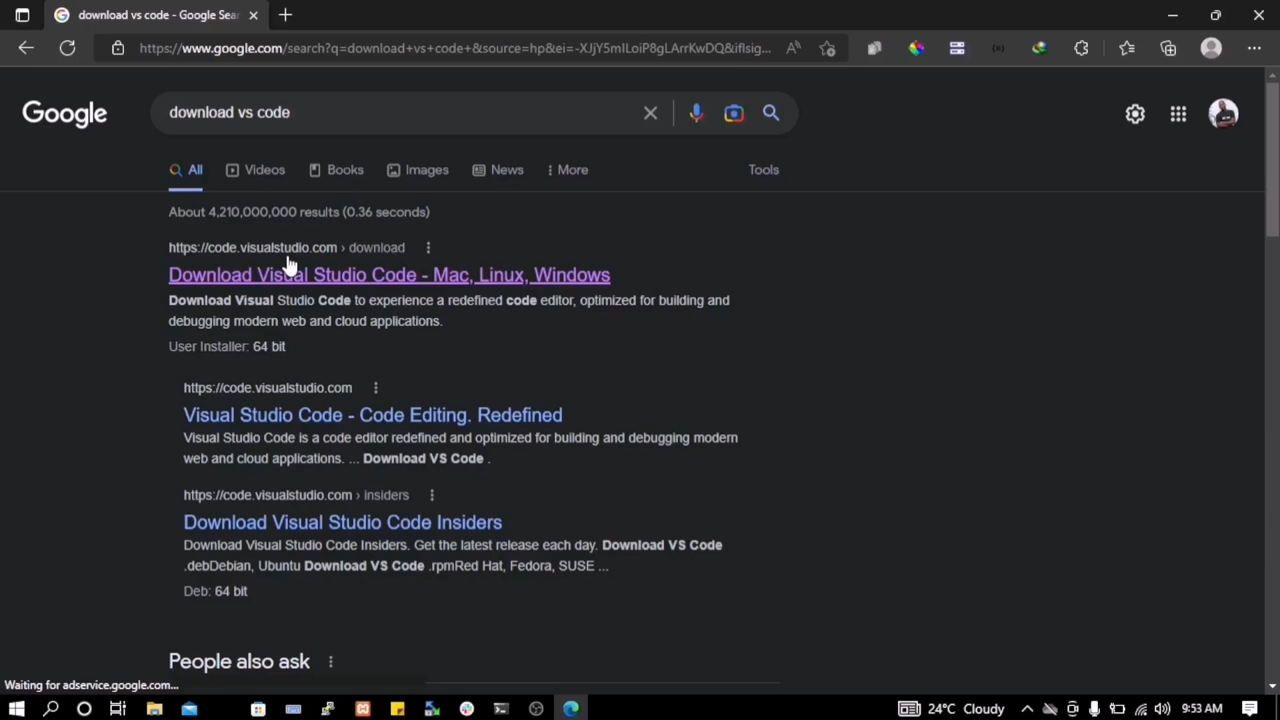 download vs code - Google Sear
https://www.google.com/search?q=download+vs+code+&source=hp&ei=-XJjY5mILoiP8gLArrKwDQ&iflsig...
Google
download vs code
All Videos Books Images News More Tools
About 4,210,000,000 results (0.36 seconds)
https://code.visualstudio.com › download
Download Visual Studio Code - Mac, Linux, Windows
Download Visual Studio Code to experience a redefined code editor, optimized for building and
debugging modern web and cloud applications.
User Installer: 64 bit
https://code.visualstudio.com
Visual Studio Code - Code Editing. Redefined
Visual Studio Code is a code editor redefined and optimized for building and debugging modern
web and cloud applications. ... Download VS Code .
https://code.visualstudio.com › insiders
Download Visual Studio Code Insiders
Download Visual Studio Code Insiders. Get the latest release each day. Download VS Code
.debDebian, Ubuntu Download VS Code .rpmRed Hat, Fedora, SUSE ...
Deb: 64 bit
People also ask
Waiting for adservice.google.com...
24°C Cloudy 9:53 AM